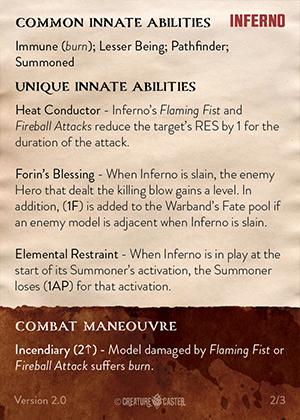 COMMON INNATE ABILITIES INFERNO
Immune (burn); Lesser Being; Pathfinder;
Summoned
UNIQUE INNATE ABILITIES
Heat Conductor - Inferno's Flaming Fist and
Fireball Attacks reduce the target's RES by 1 for the
duration of the attack.
Forin's Blessing - When Inferno is slain, the enemy
Hero that dealt the killing blow gains a level. In
addition, (1F) is added to the Warband's Fate pool if
an enemy model is adjacent when Inferno is slain.
Elemental Restraint - When Inferno is in play at the
start of its Summoner's activation, the Summoner
loses (1AP) for that activation.
COMBAT MANEOUVRE
Incendiary (2↑) - Model damaged by Flaming Fist or
Fireball Attack suffers burn.
Version 2.0 © CREATURE CASTER 2/3